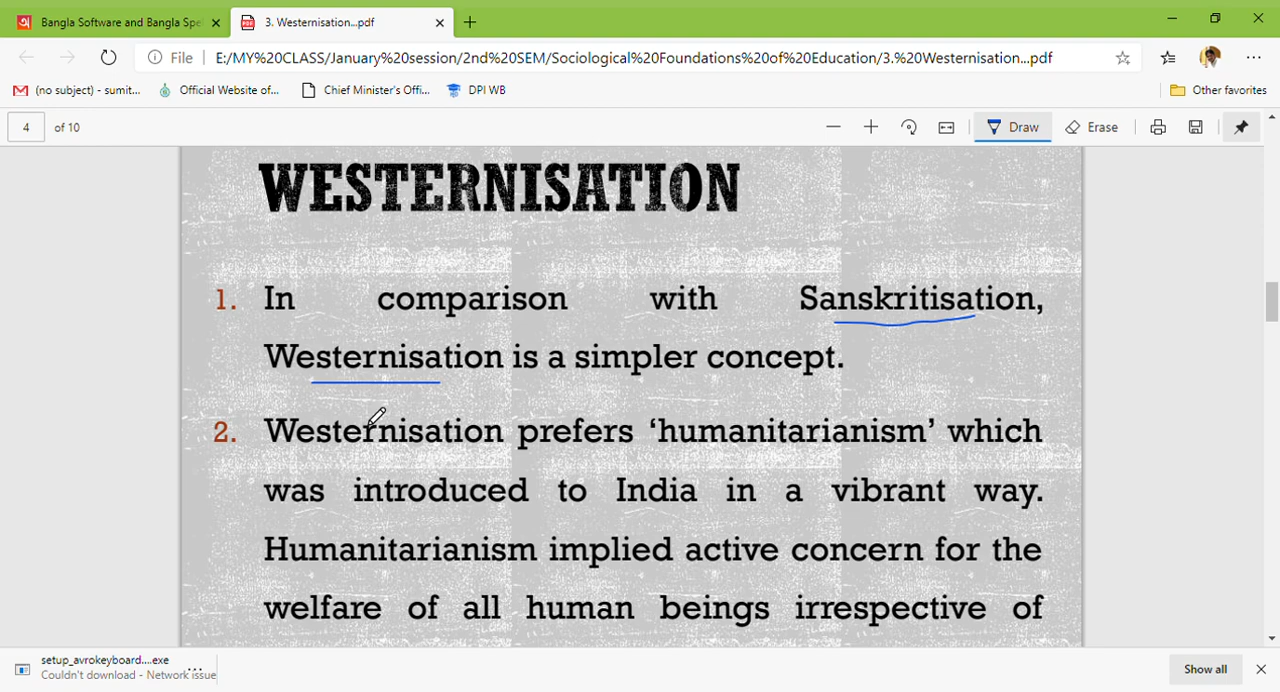 Bangla Software and Bangla Spel
3. Westernisation...pdf
File
E:/MY%20CLASS/January%20session/2nd%20SEM/Sociological%20Foundations%20of%20Education/3.%20Westernisation...pdf
(no subject) - sumit...
Official Website of...
Chief Minister's Offi...
DPI WB
Other favorites
4 of 10
Draw
Erase
WESTERNISATION
1. In comparison with Sanskritisation,
Westernisation is a simpler concept.
2. Westernisation prefers ‘humanitarianism’ which
was introduced to India in a vibrant way.
Humanitarianism implied active concern for the
welfare of all human beings irrespective of
setup_avrokeyboard....exe
Couldn't download - Network issue
Show all